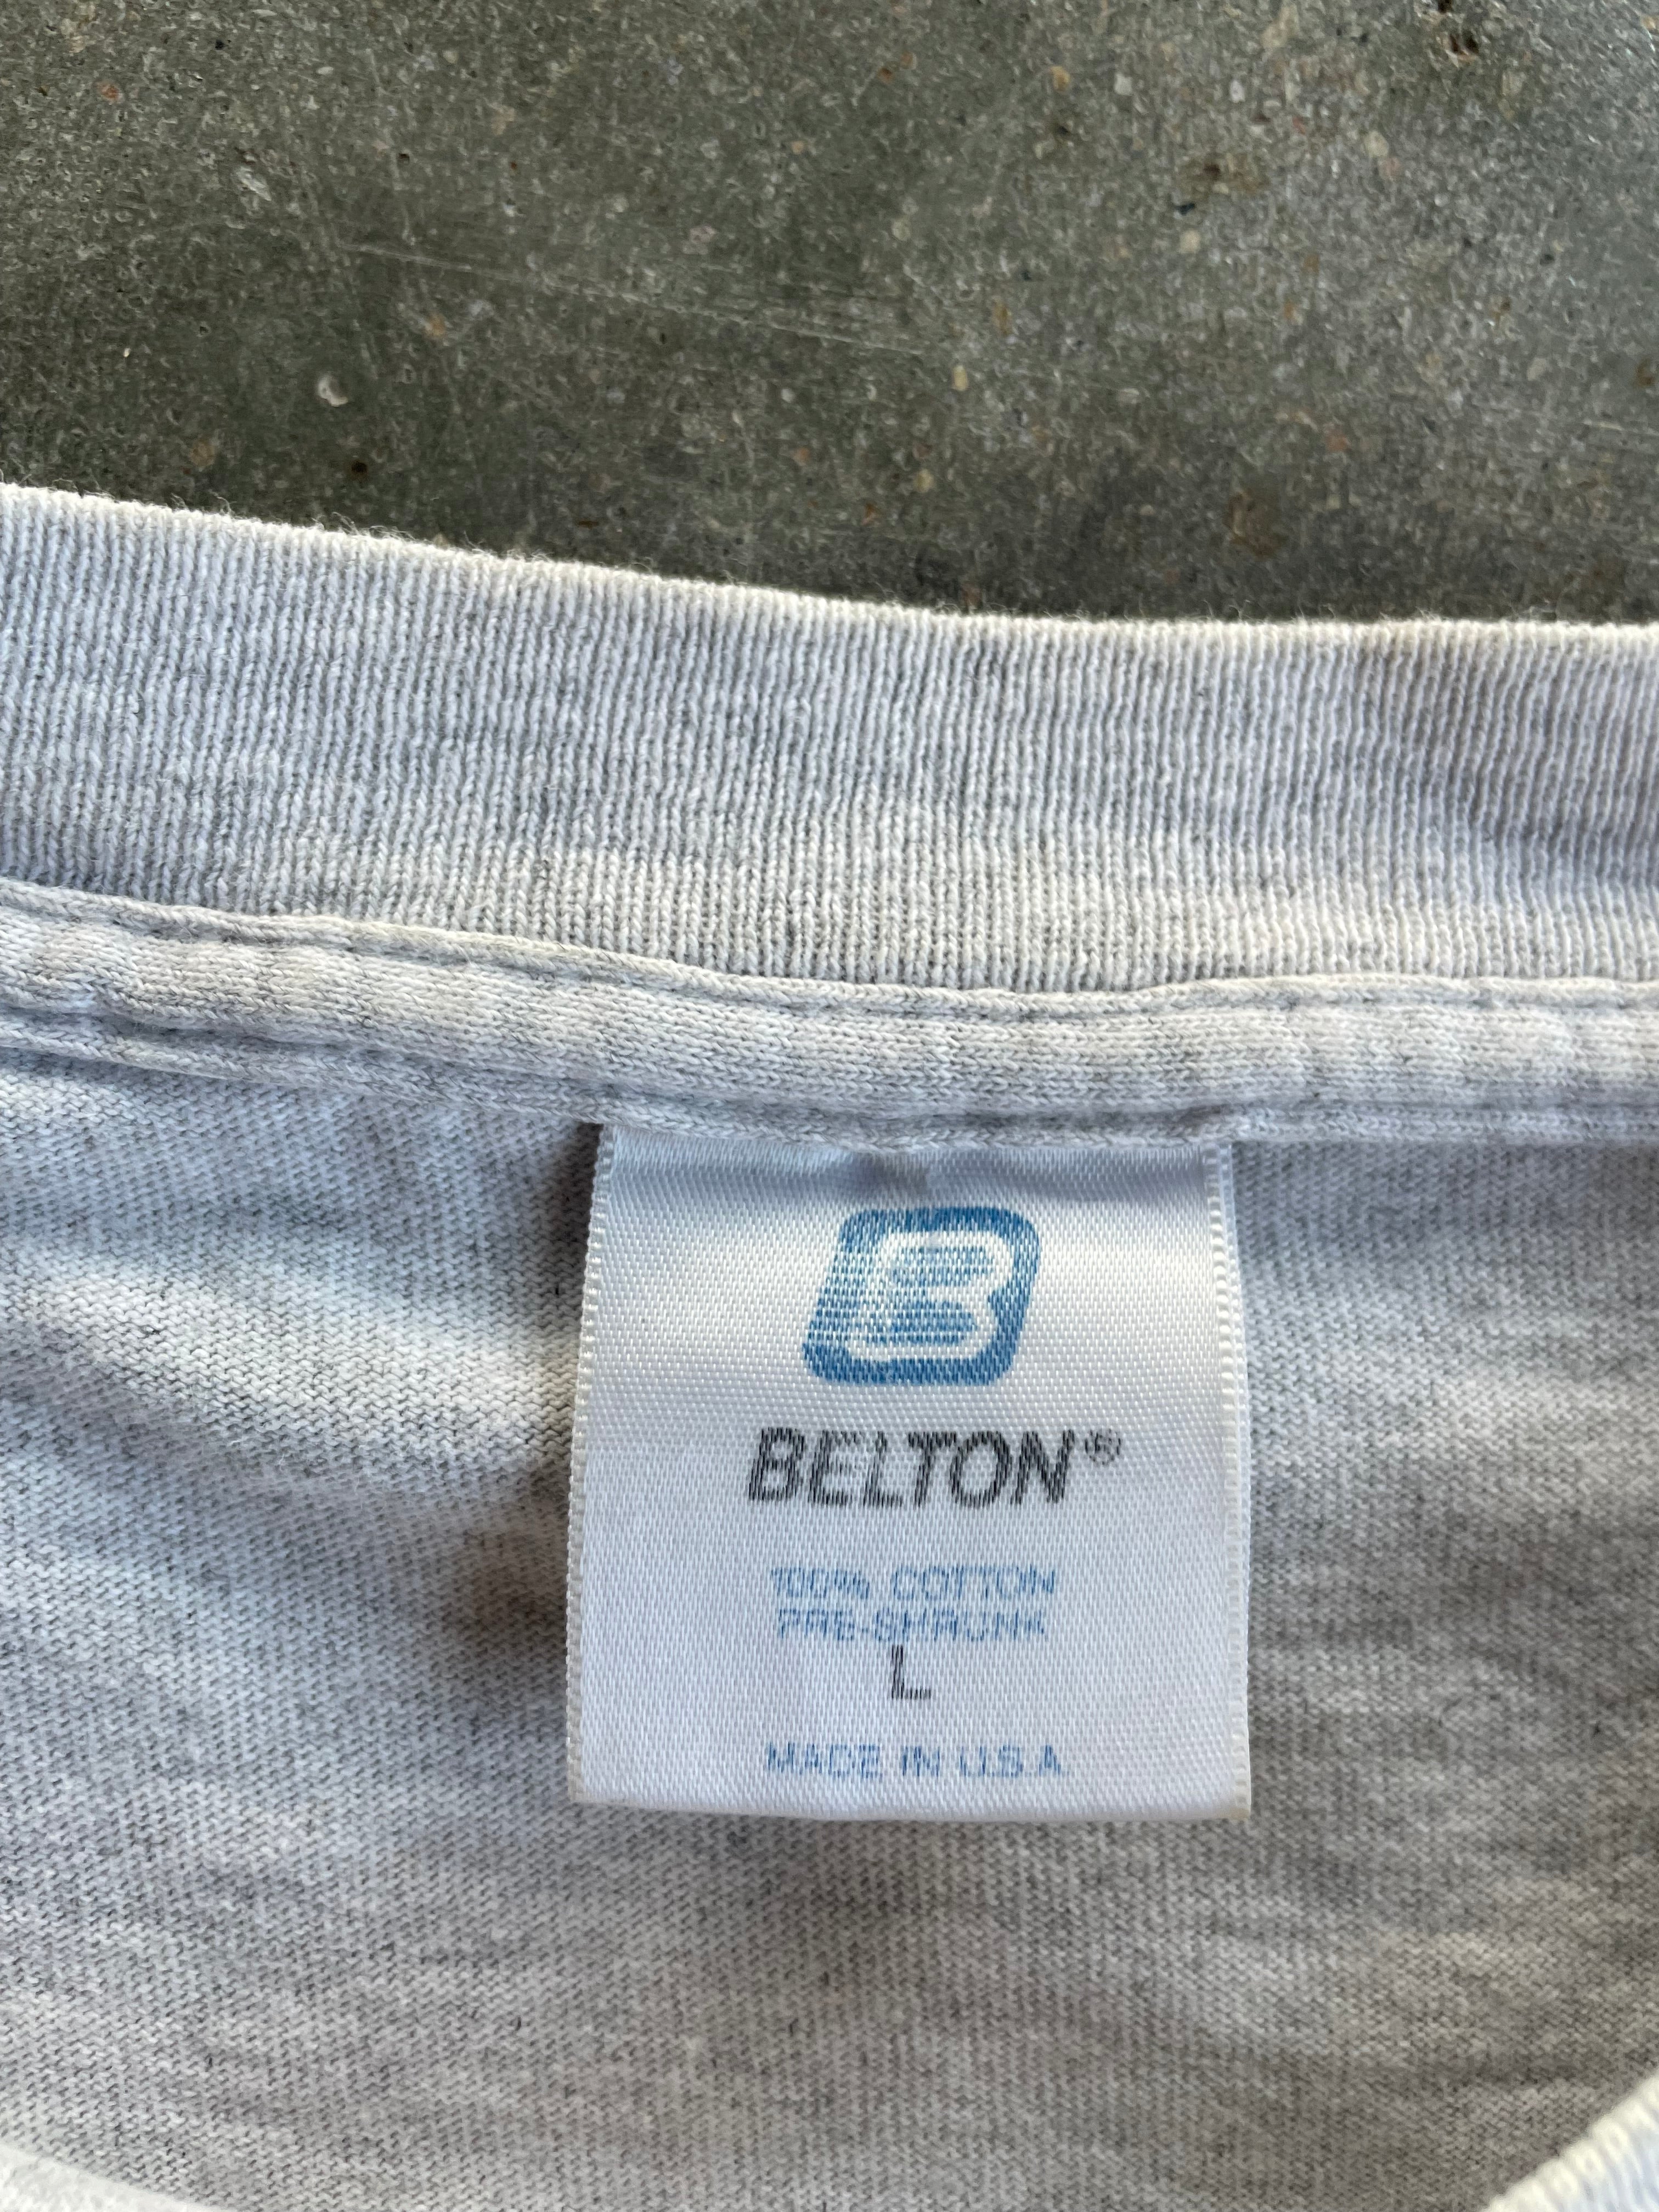 B
BELTON®
100% COTTON
PRE-SHRUNK
L
MADE IN U.S.A